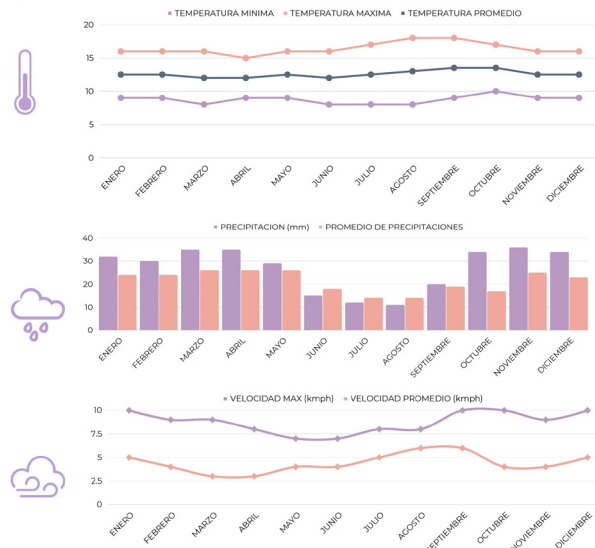 TEMPERATURA MINIMA TEMPERATURA MAXIMA TEMPERATURA PROMEDIO
20
15
10
5
0
ENERO FEBRERO MARZO ABRIL MAYO JUNIO JULIO AGOSTO SEPTIEMBRE OCTUBRE NOVIEMBRE DICIEMBRE
PRECIPITACION (mm) PROMEDIO DE PRECIPITACIONES
40
30
20
10
0
ENERO FEBRERO MARZO ABRIL MAYO JUNIO JULIO AGOSTO SEPTIEMBRE OCTUBRE NOVIEMBRE DICIEMBRE
VELOCIDAD MAX (kmph) VELOCIDAD PROMEDIO (kmph)
10
7.5
5
2.5
0
ENERO FEBRERO MARZO ABRIL MAYO JUNIO JULIO AGOSTO SEPTIEMBRE OCTUBRE NOVIEMBRE DICIEMBRE